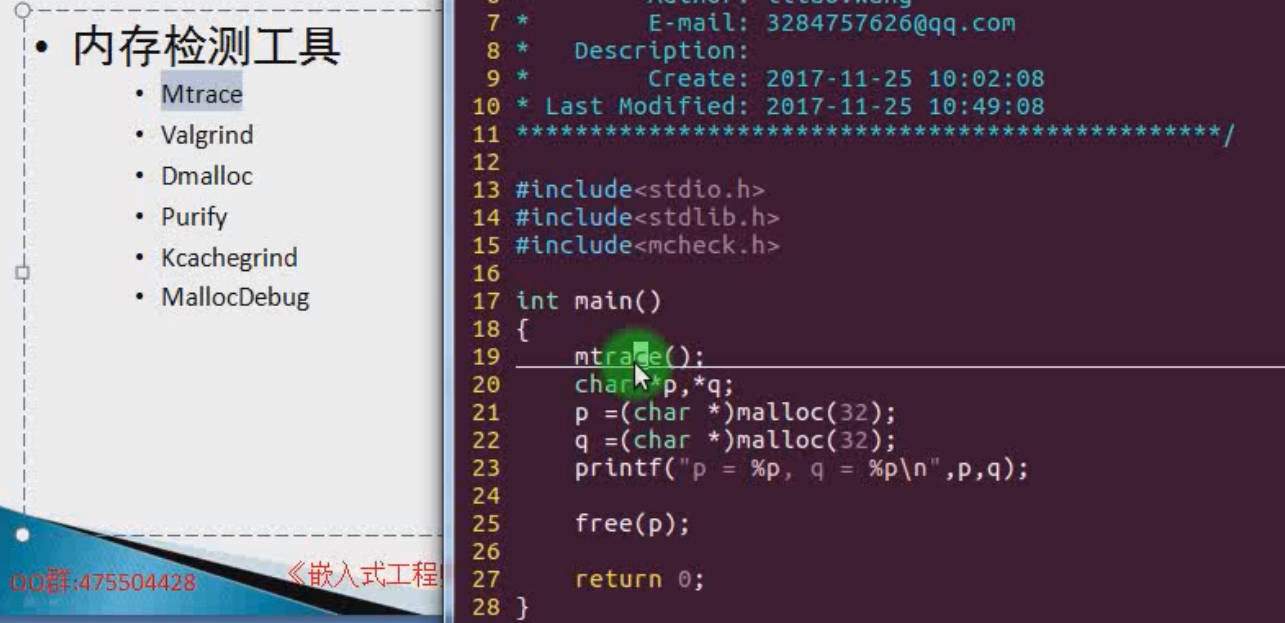 内存检测工具
• Mtrace
• Valgrind
• Dmalloc
• Purify
• Kcachegrind
• MallocDebug
QQ群:475504428
《嵌入式工程
7 * E-mail: 3284757626@qq.com
8 * Description:
9 * Create: 2017-11-25 10:02:08
10 * Last Modified: 2017-11-25 10:49:08
11 ************************************************/
12
13 #include<stdio.h>
14 #include<stdlib.h>
15 #include<mcheck.h>
16
17 int main()
18 {
19 mtrace();
20 char *p,*q;
21 p =(char *)malloc(32);
22 q =(char *)malloc(32);
23 printf("p = %p, q = %p\n",p,q);
24
25 free(p);
26
27 return 0;
28 }